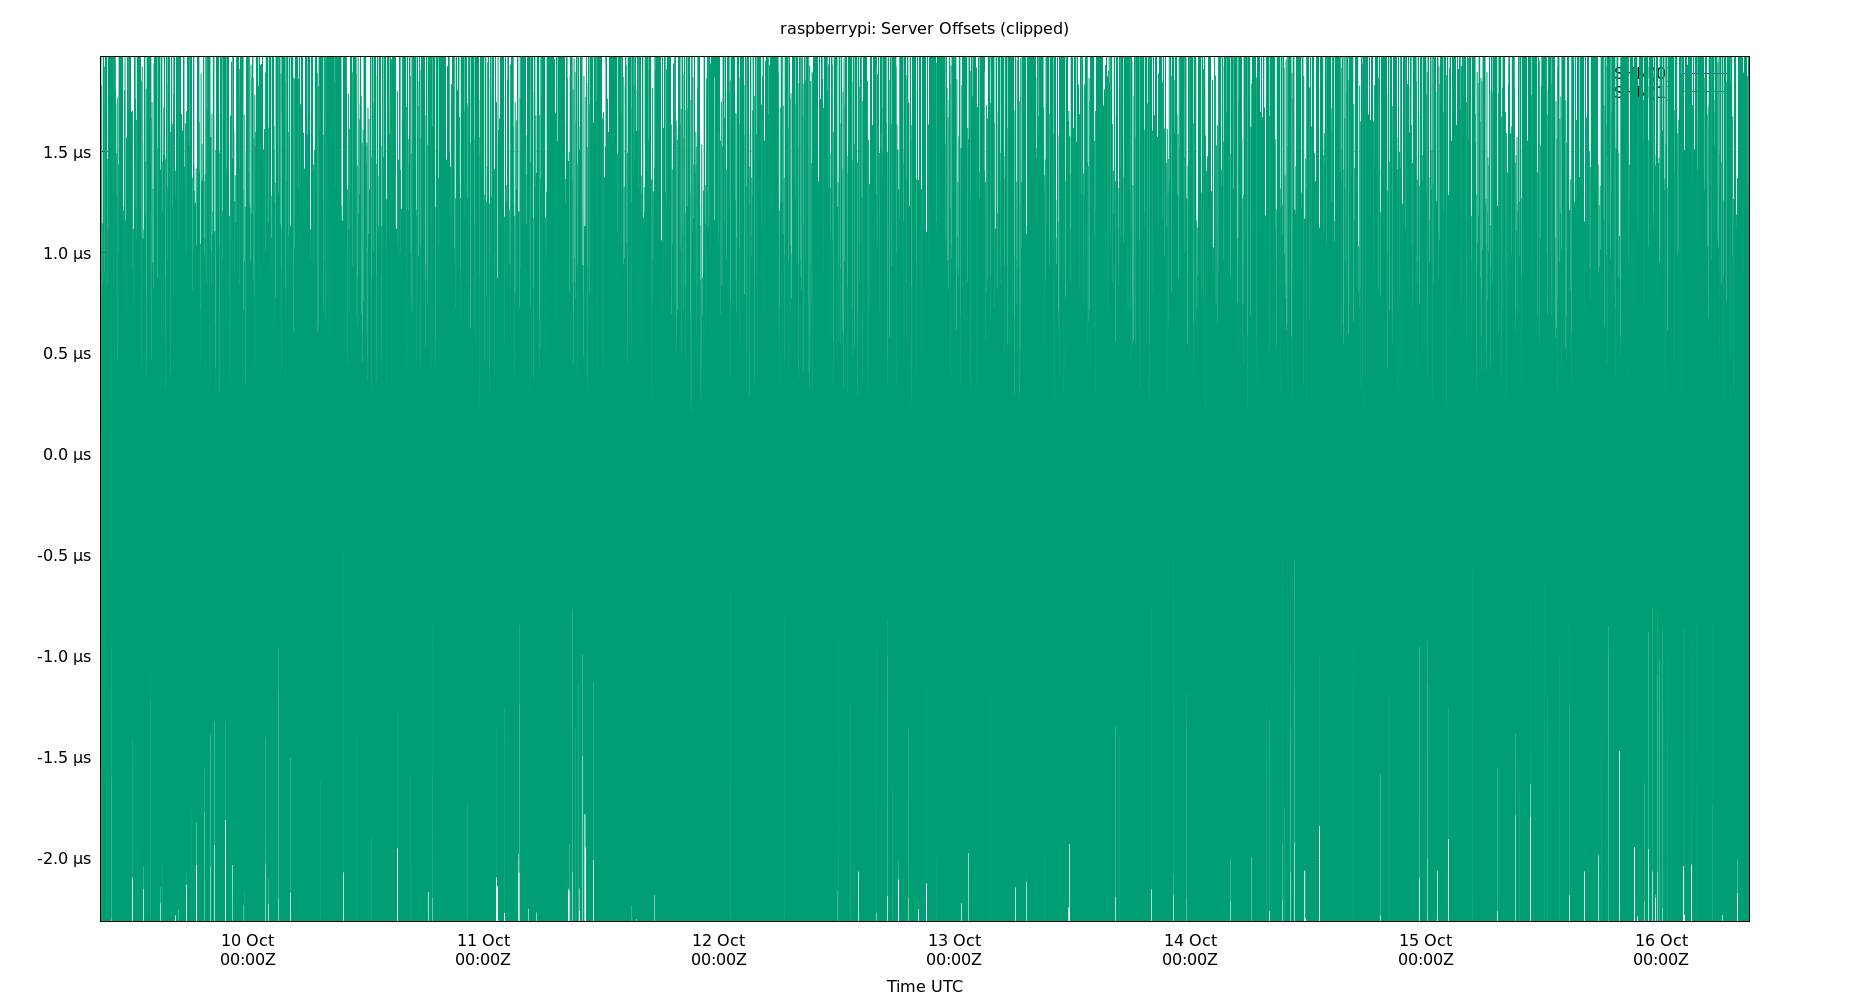 raspberrypi: Server Offsets (clipped)
1.5 µs
1.0 µs
0.5 µs
0.0 µs
-0.5 µs
-1.0 µs
-1.5 µs
-2.0 µs
10 Oct 11 Oct 12 Oct 13 Oct 14 Oct 15 Oct 16 Oct
00:00Z 00:00Z 00:00Z 00:00Z 00:00Z 00:00Z 00:00Z
Time UTC